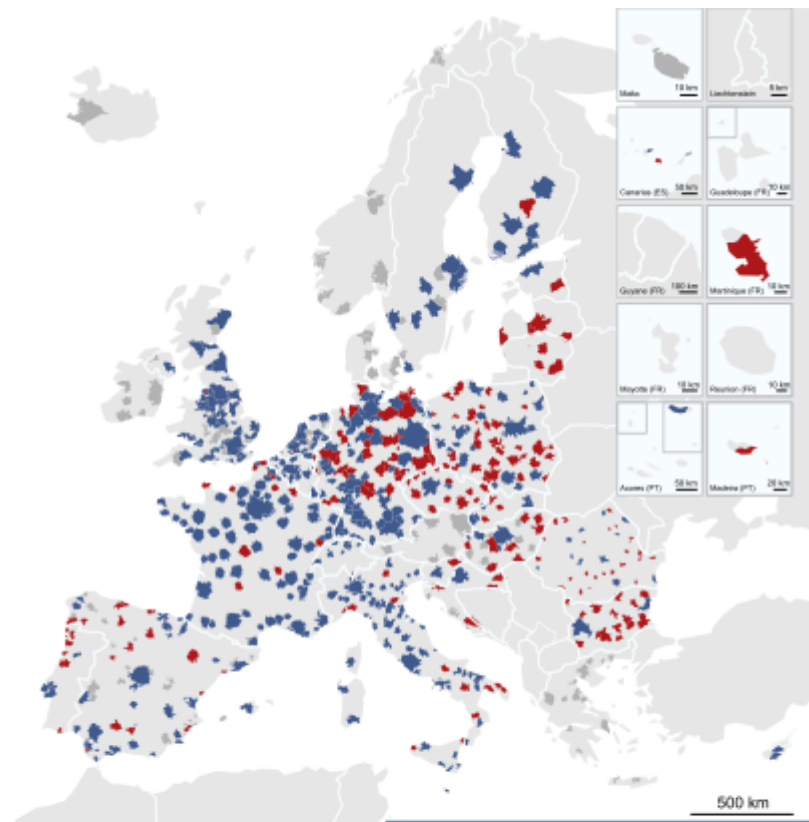 Malta
10 km
Liechtenstein
5 km
Canarias (ES)
50 km
Guadeloupe (FR)
10 km
Guyane (FR)
100 km
Martinique (FR)
10 km
Mayotte (FR)
10 km
Reunion (FR)
10 km
Azores (PT)
50 km
Madeira (PT)
20 km
500 km